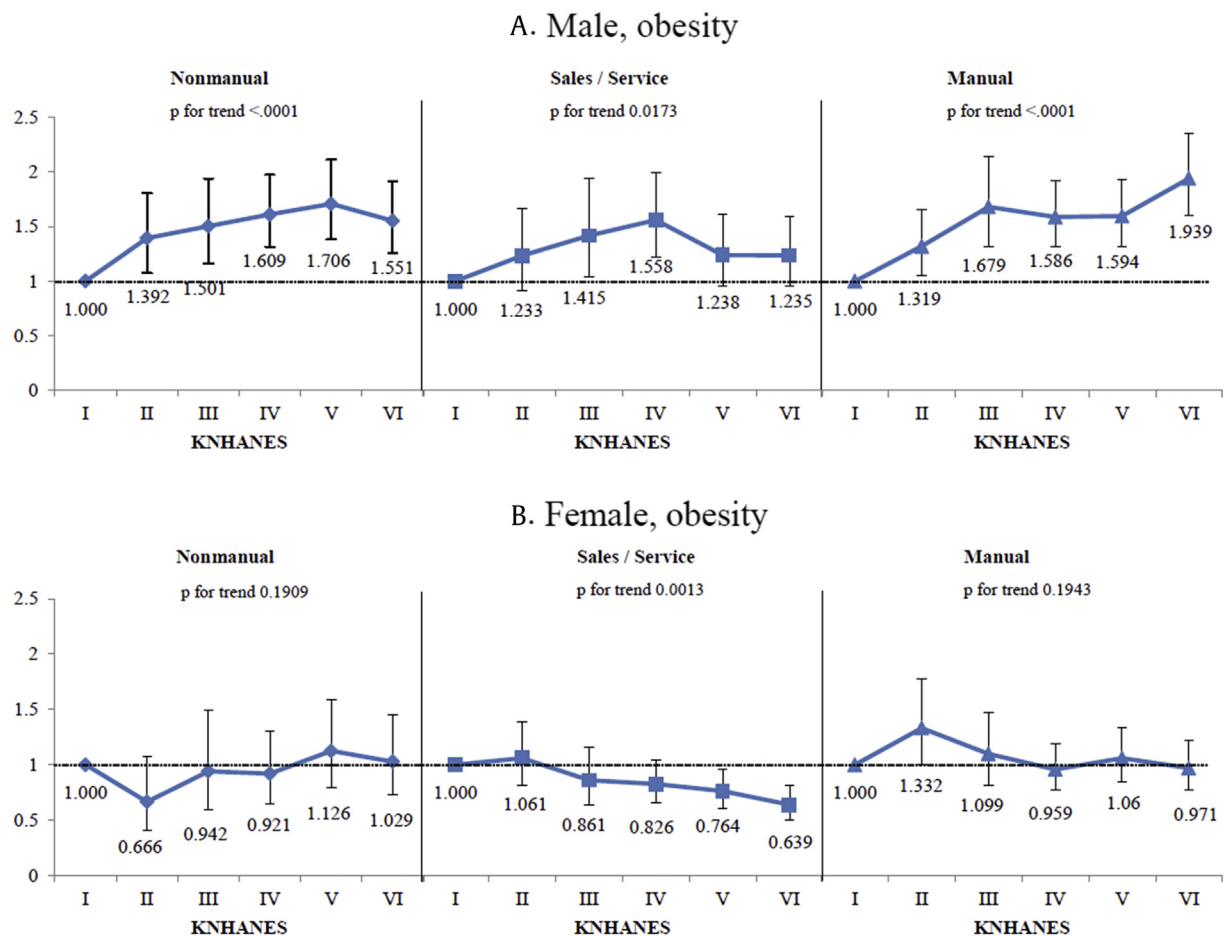 A. Male, obesity
Nonmanual Sales / Service Manual
p for trend <.0001 p for trend 0.0173 p for trend <.0001
2.5
2
1.5
1
0.5
0
1.000 1.392 1.501 1.609 1.706 1.551
1.000 1.233 1.415 1.558 1.238 1.235
1.000 1.319 1.679 1.586 1.594 1.939
I II III IV V VI I II III IV V VI I II III IV V VI
KNHANES KNHANES KNHANES
B. Female, obesity
Nonmanual Sales / Service Manual
p for trend 0.1909 p for trend 0.0013 p for trend 0.1943
2.5
2
1.5
1
0.5
0
1.000 0.666 0.942 0.921 1.126 1.029
1.000 1.061 0.861 0.826 0.764 0.639
1.000 1.332 1.099 0.959 1.06 0.971
I II III IV V VI I II III IV V VI I II III IV V VI
KNHANES KNHANES KNHANES